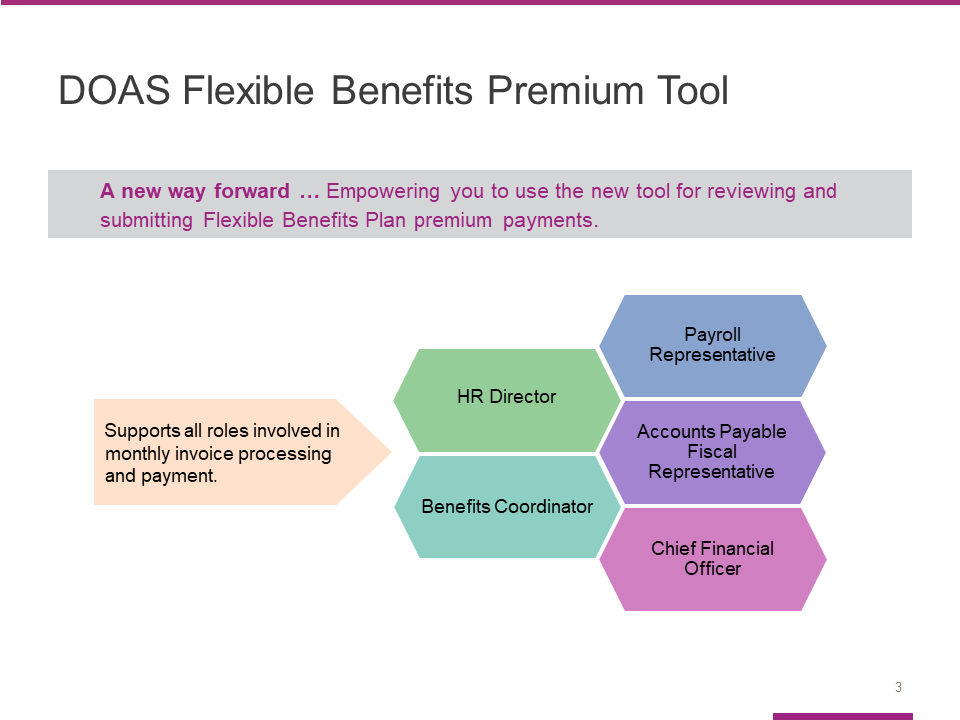 DOAS Flexible Benefits Premium Tool
A new way forward … Empowering you to use the new tool for reviewing and
submitting Flexible Benefits Plan premium payments.
Supports all roles involved in
monthly invoice processing
and payment.
HR Director
Benefits Coordinator
Payroll
Representative
Accounts Payable
Fiscal
Representative
Chief Financial
Officer
3